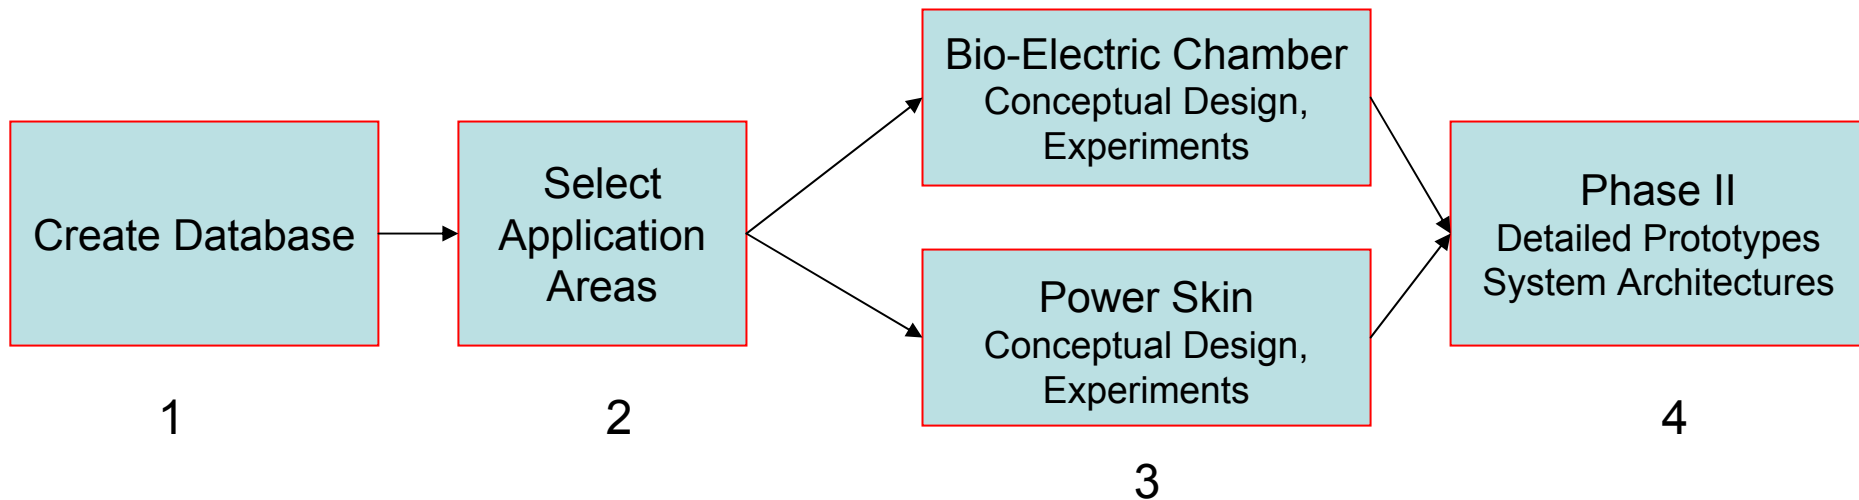 Create Database
1
Select
Application
Areas
2
Bio-Electric Chamber
Conceptual Design,
Experiments
Power Skin
Conceptual Design,
Experiments
3
Phase II
Detailed Prototypes
System Architectures
4